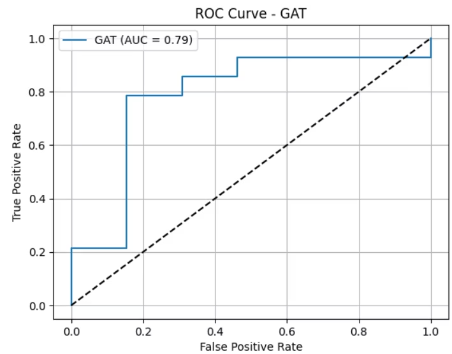 ROC Curve - GAT
GAT (AUC = 0.79)
True Positive Rate
1.0
0.8
0.6
0.4
0.2
0.0
0.0 0.2 0.4 0.6 0.8 1.0
False Positive Rate